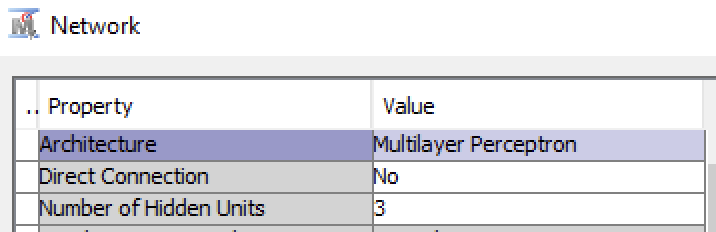 Network
.. Property Value
Architecture Multilayer Perceptron
Direct Connection No
Number of Hidden Units 3